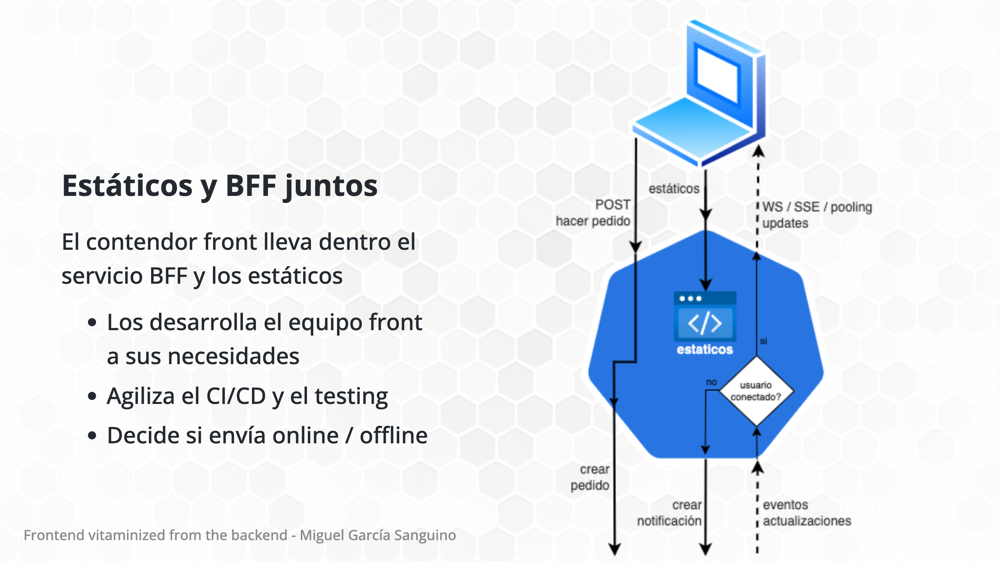 Estáticos y BFF juntos
El contendor front lleva dentro el
servicio BFF y los estáticos
• Los desarrolla el equipo front
a sus necesidades
• Agiliza el CI/CD y el testing
• Decide si envía online / offline
Frontend vitaminized from the backend - Miguel García Sanguino
estáticos
POST
hacer pedido
WS / SSE / pooling
updates
estaticos
si
no
usuario
conectado?
crear
pedido
crear
notificación
eventos
actualizaciones